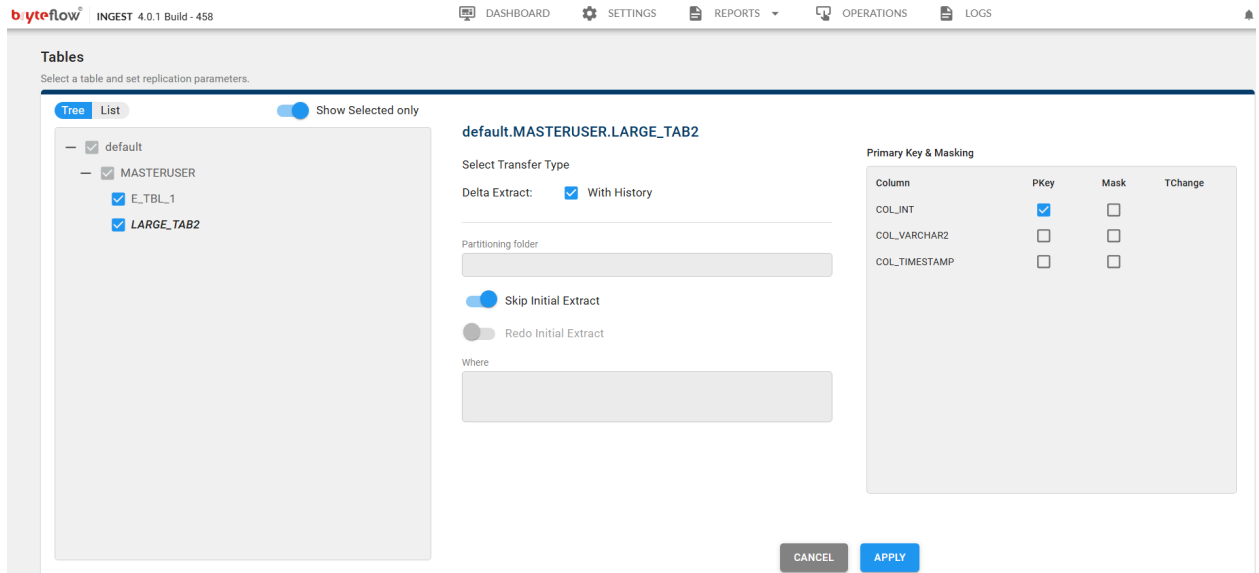 bryteflow® INGEST 4.0.1 Build - 458 DASHBOARD SETTINGS REPORTS OPERATIONS LOGS
Tables
Select a table and set replication parameters.
Tree List Show Selected only
default
MASTERUSER
E_TBL_1
LARGE_TAB2
default.MASTERUSER.LARGE_TAB2
Select Transfer Type
Delta Extract: With History
Partitioning folder
Skip Initial Extract
Redo Initial Extract
Where
Primary Key & Masking
Column PKey Mask TChange
COL_INT
COL_VARCHAR2
COL_TIMESTAMP
CANCEL APPLY